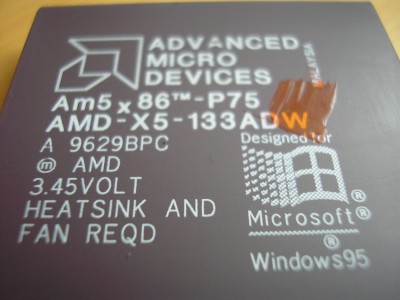 ADVANCED
MICRO
DEVICES
MALAYSIA
Am5x86™-P75
AMD-X5-133ADW
A 9629BPC
ⓜ AMD
3.45VOLT
HEATSINK AND
FAN REQD
Designed for
Microsoft®
®
Windows95